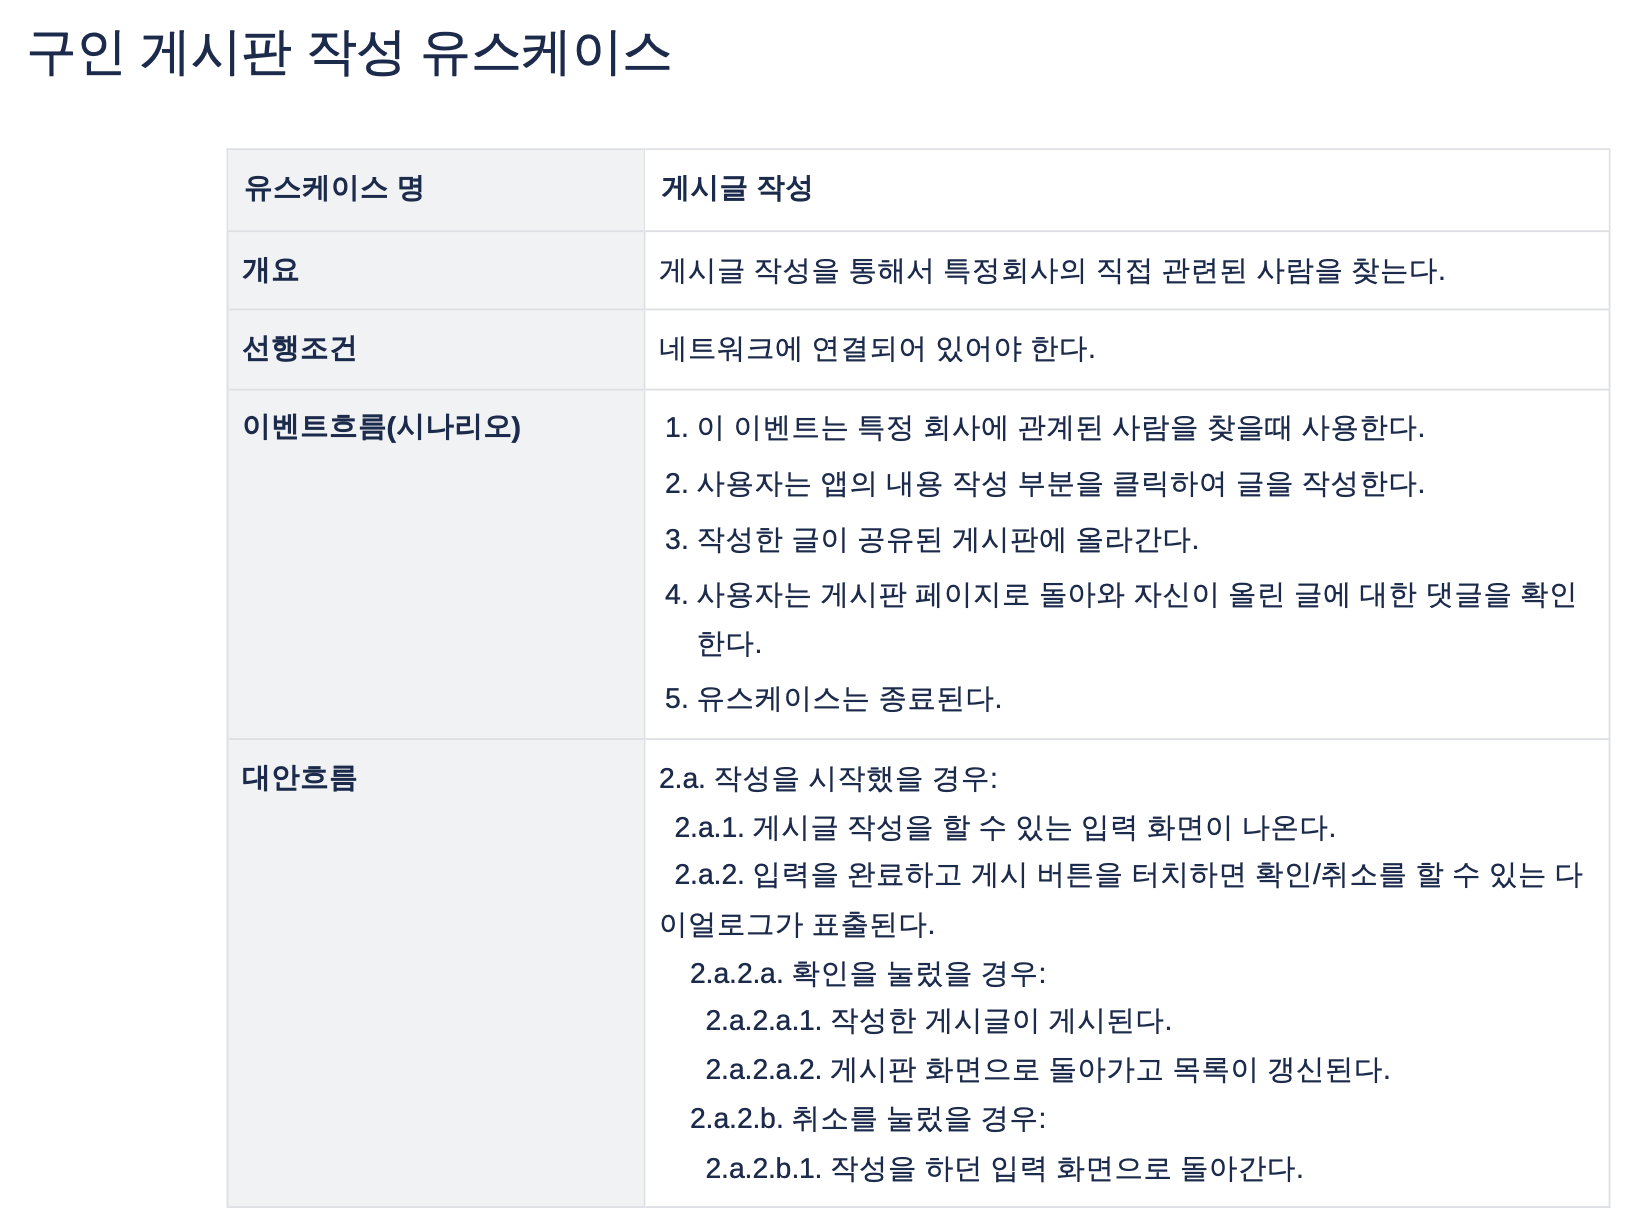 구인 게시판 작성 유스케이스
유스케이스 명
게시글 작성
개요
게시글 작성을 통해서 특정회사의 직접 관련된 사람을 찾는다.
선행조건
네트워크에 연결되어 있어야 한다.
이벤트흐름(시나리오)
1. 이 이벤트는 특정 회사에 관계된 사람을 찾을때 사용한다.
2. 사용자는 앱의 내용 작성 부분을 클릭하여 글을 작성한다.
3. 작성한 글이 공유된 게시판에 올라간다.
4. 사용자는 게시판 페이지로 돌아와 자신이 올린 글에 대한 댓글을 확인
한다.
5. 유스케이스는 종료된다.
대안흐름
2.a. 작성을 시작했을 경우:
2.a.1. 게시글 작성을 할 수 있는 입력 화면이 나온다.
2.a.2. 입력을 완료하고 게시 버튼을 터치하면 확인/취소를 할 수 있는 다
이얼로그가 표출된다.
2.a.2.a. 확인을 눌렀을 경우:
2.a.2.a.1. 작성한 게시글이 게시된다.
2.a.2.a.2. 게시판 화면으로 돌아가고 목록이 갱신된다.
2.a.2.b. 취소를 눌렀을 경우:
2.a.2.b.1. 작성을 하던 입력 화면으로 돌아간다.